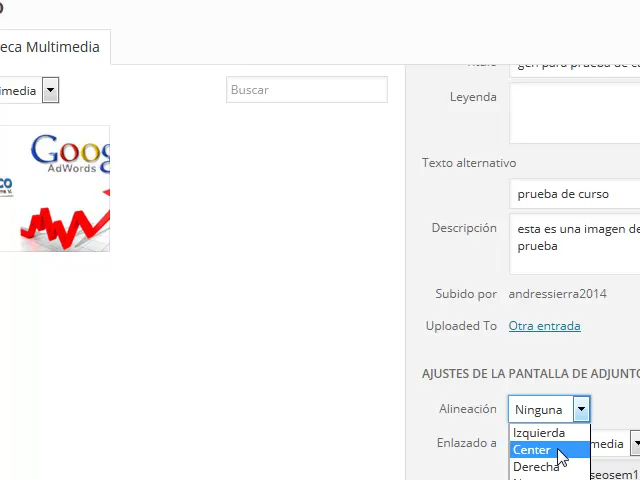 eca Multimedia
imedia
Buscar
Goog
AdWords
co
Leyenda
Texto alternativo
prueba de curso
Descripción
esta es una imagen de
prueba
Subido por
andressierra2014
Uploaded To
Otra entrada
AJUSTES DE LA PANTALLA DE ADJUNTO
Alineación
Ninguna
Izquierda
Center
Derecha
Enlazado a
media
seosem1